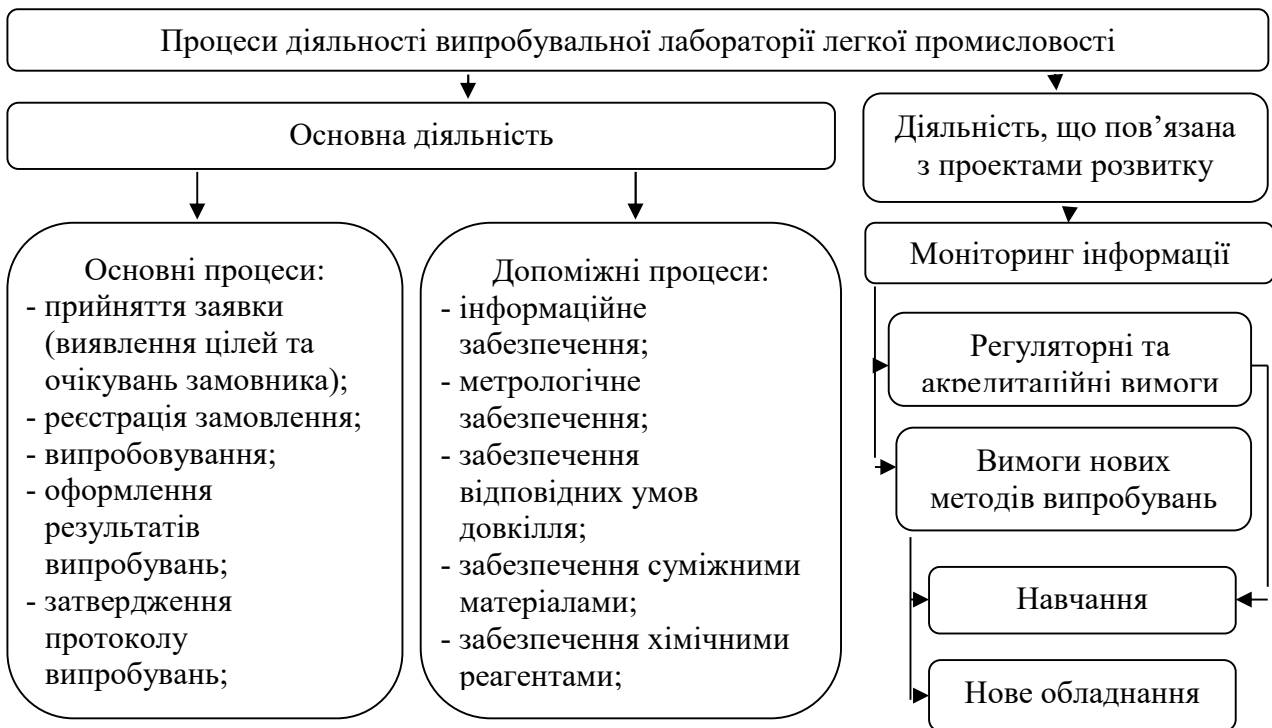 Процеси діяльності випробувальної лабораторії легкої промисловості
Основна діяльність
Діяльність, що пов’язана
з проектами розвитку
Основні процеси:
- прийняття заявки
(виявлення цілей та
очікувань замовника);
- реєстрація замовлення;
- випробовування;
- оформлення
результатів
випробувань;
- затвердження
протоколу
випробувань;
Допоміжні процеси:
- інформаційне
забезпечення;
- метрологічне
забезпечення;
- забезпечення
відповідних умов
довкілля;
- забезпечення суміжними
матеріалами;
- забезпечення хімічними
реагентами;
Моніторинг інформації
Регуляторні та
акредитаційні вимоги
Вимоги нових
методів випробувань
Навчання
Нове обладнання